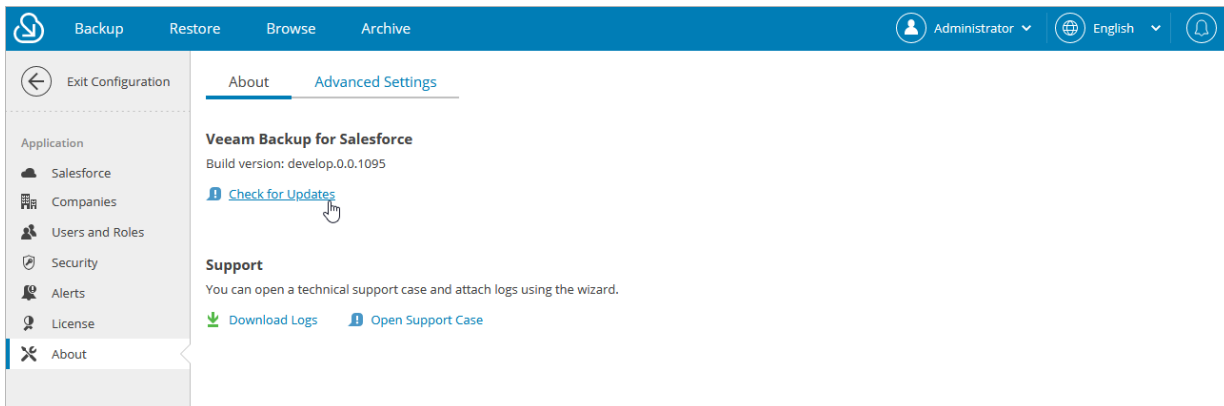 Backup Restore Browse Archive Administrator English
Exit Configuration
About Advanced Settings
Application
Salesforce
Companies
Users and Roles
Security
Alerts
License
About
Veeam Backup for Salesforce
Build version: develop.0.0.1095
Check for Updates
Support
You can open a technical support case and attach logs using the wizard.
Download Logs Open Support Case